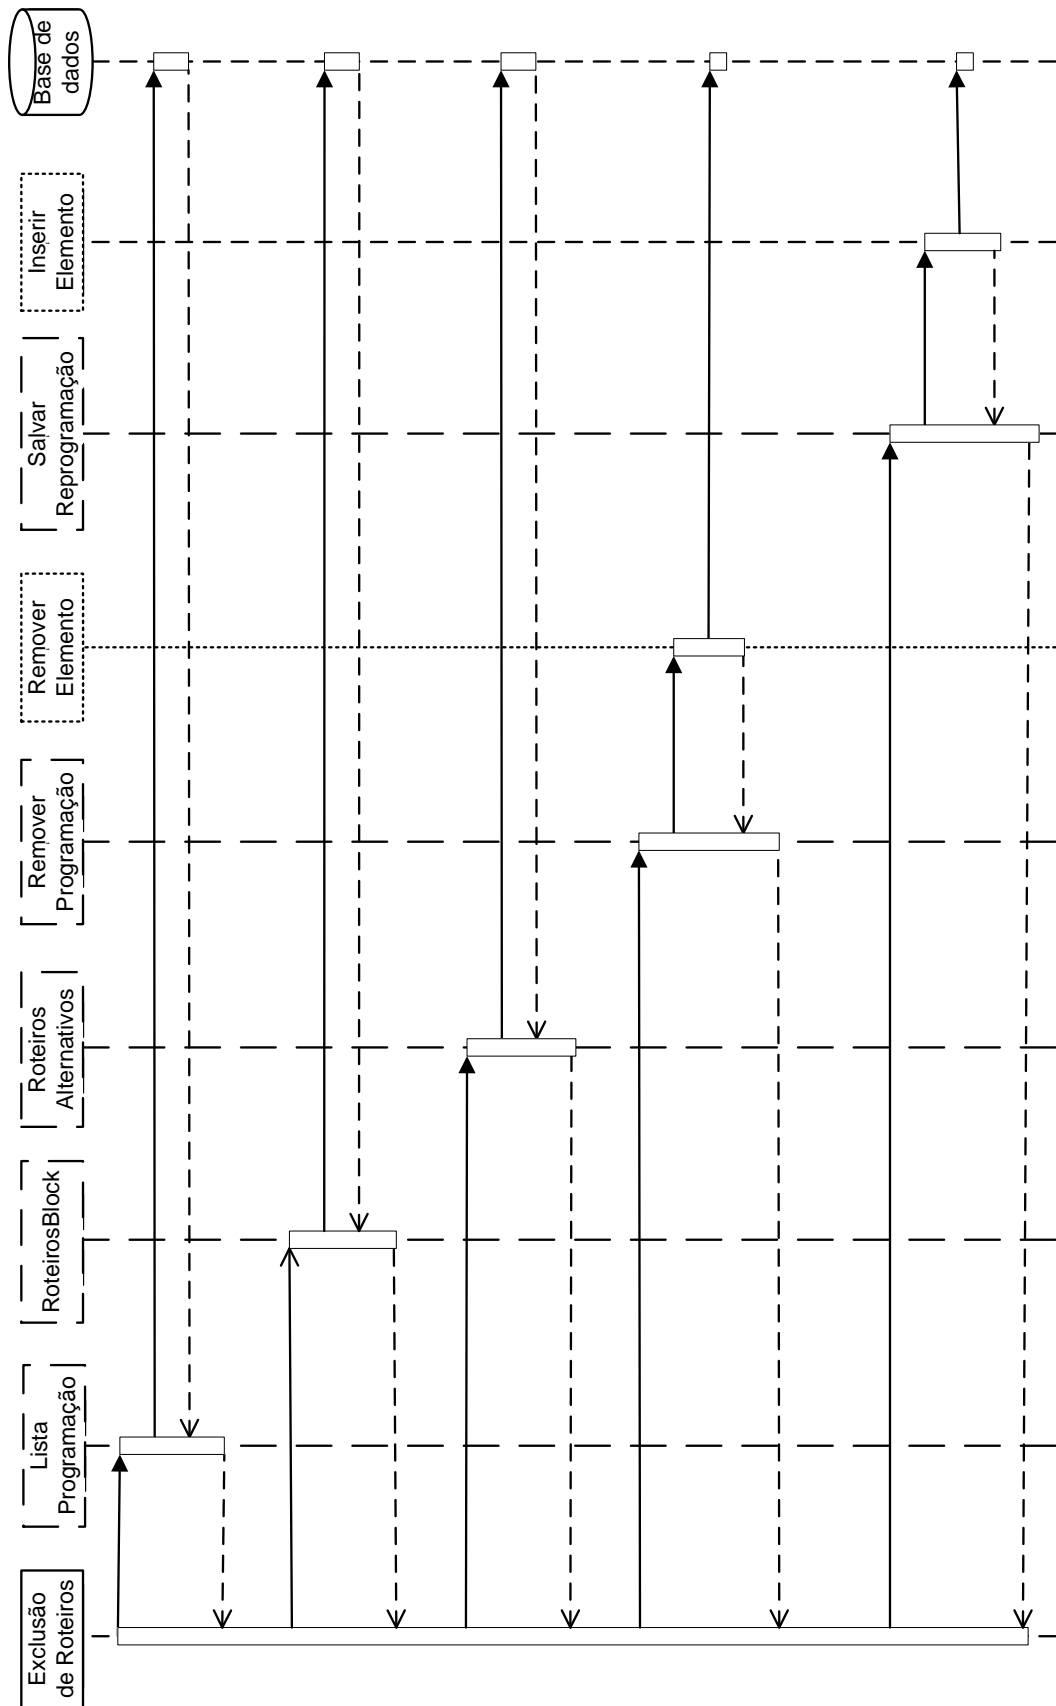 Exclusão
de Roteiros
Lista
Programação
RoteirosBlock
Roteiros
Alternativos
Remover
Programação
Remover
Elemento
Salvar
Reprogramação
Inserir
Elemento
Base de
dados